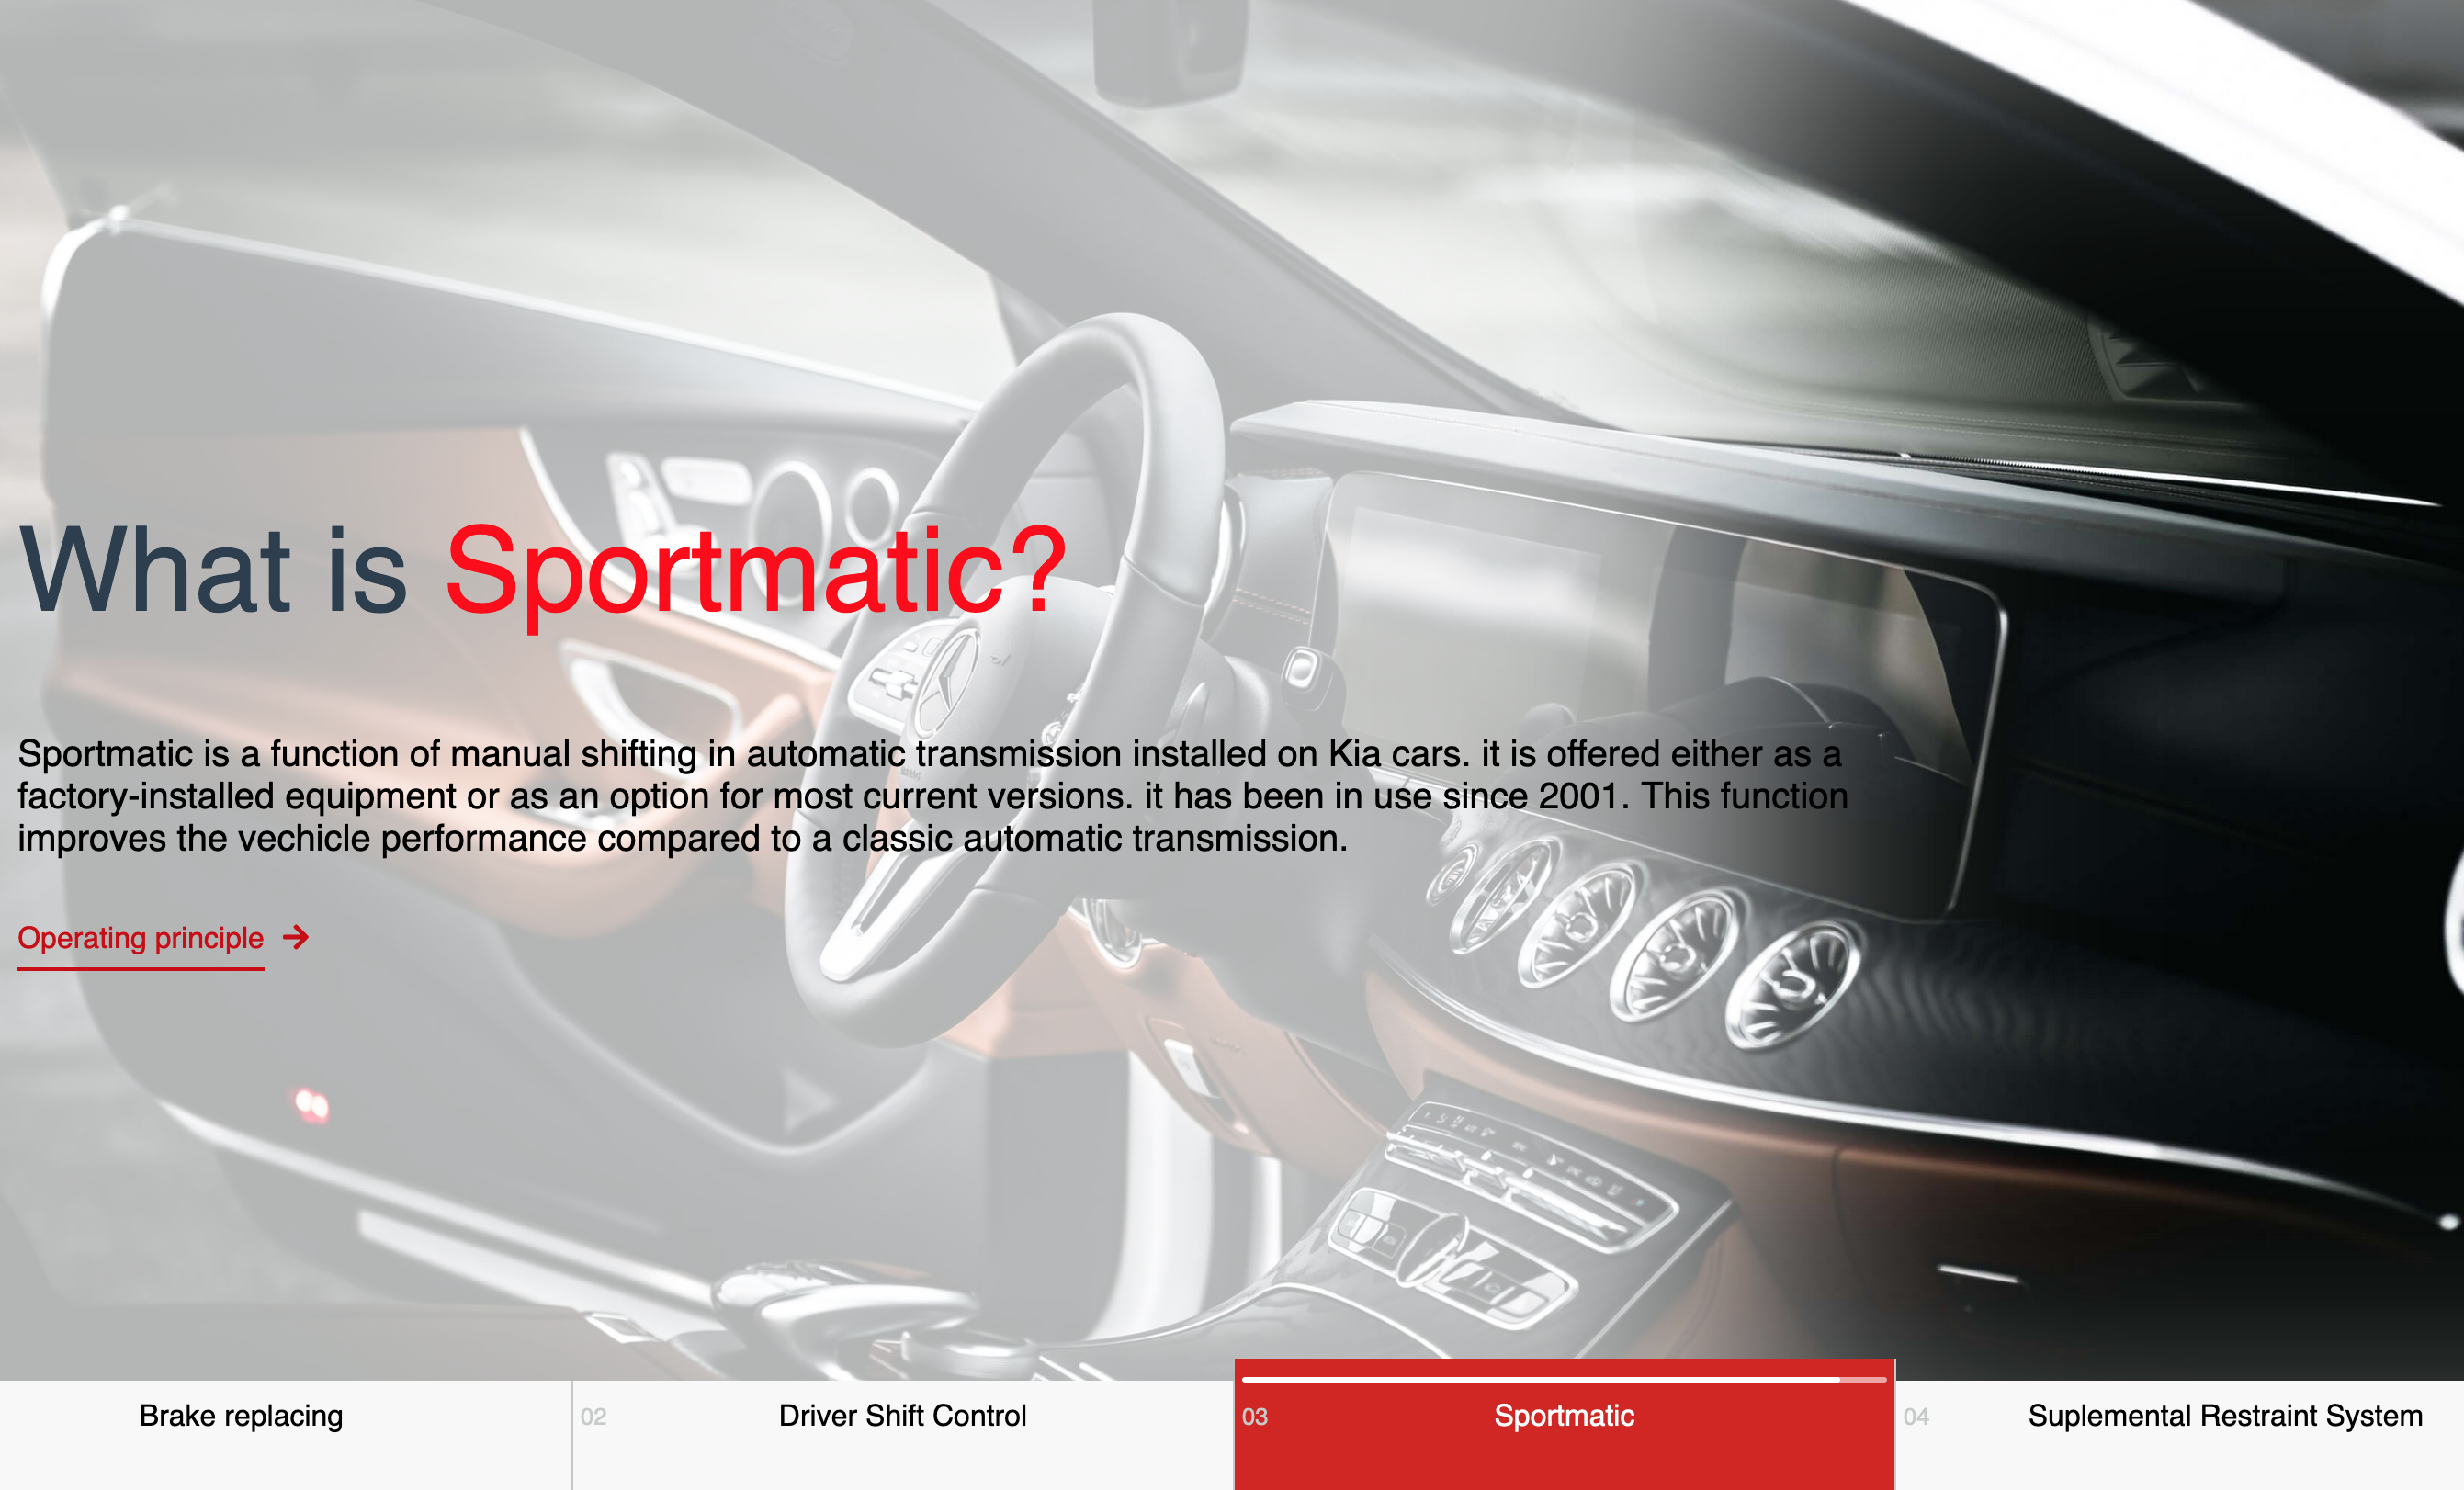 What is Sportmatic?
Sportmatic is a function of manual shifting in automatic transmission installed on Kia cars. it is offered either as a
factory-installed equipment or as an option for most current versions. it has been in use since 2001. This function
improves the vechicle performance compared to a classic automatic transmission.
Operating principle
Brake replacing
02 Driver Shift Control
03 Sportmatic
04 Suplemental Restraint System